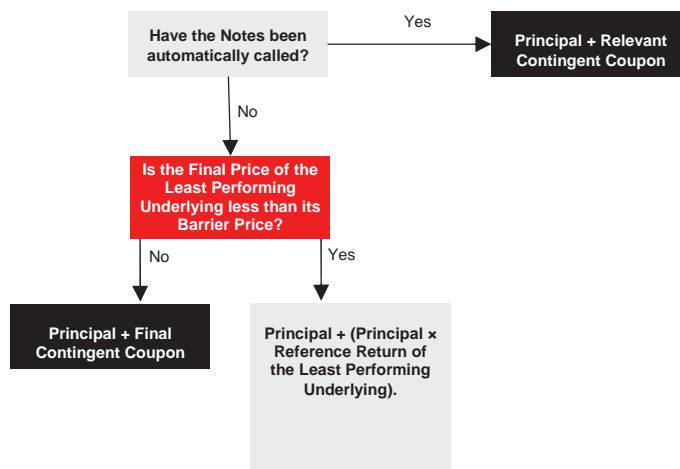 Have the Notes been
automatically called?
Yes
Principal + Relevant
Contingent Coupon
No
Is the Final Price of the
Least Performing
Underlying less than its
Barrier Price?
No
Yes
Principal + Final
Contingent Coupon
Principal + (Principal ×
Reference Return of
the Least Performing
Underlying).